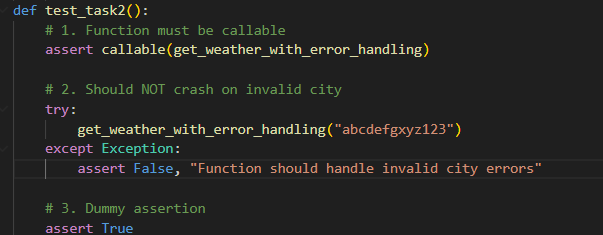 def test_task2():
    # 1. Function must be callable
    assert callable(get_weather_with_error_handling)
    # 2. Should NOT crash on invalid city
    try:
        get_weather_with_error_handling("abcdefgxyz123")
    except Exception:
        assert False, "Function should handle invalid city errors"
    # 3. Dummy assertion
    assert True